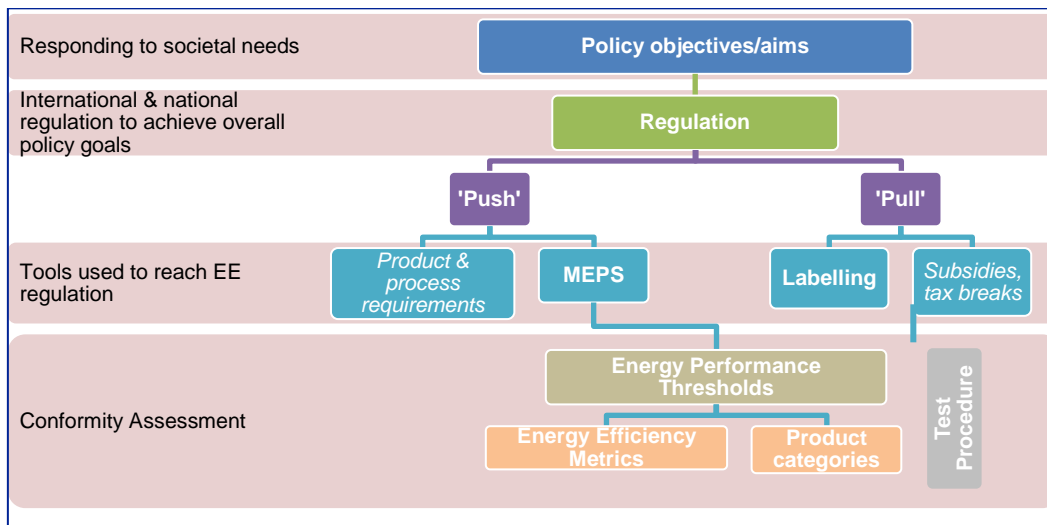 Responding to societal needs
Policy objectives/aims
International & national
regulation to achieve overall
policy goals
Regulation
'Push'
'Pull'
Tools used to reach EE
regulation
Product &
process
requirements
MEPS
Labelling
Subsidies,
tax breaks
Conformity Assessment
Energy Performance
Thresholds
Energy Efficiency
Metrics
Product
categories
Test
Procedure